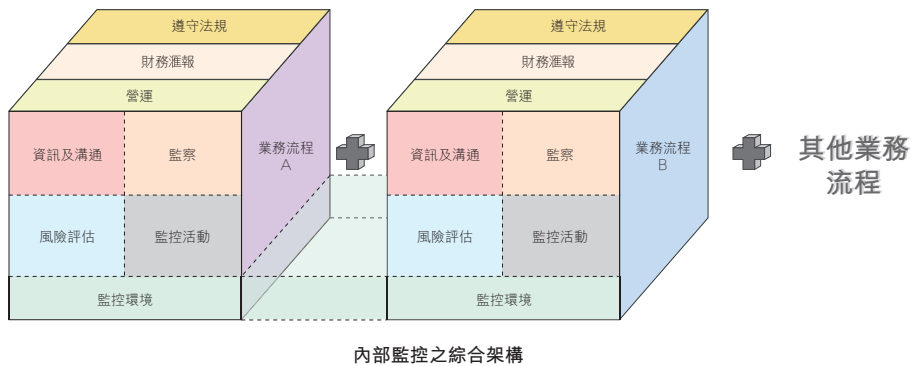 遵守法規
財務滙報
營運
資訊及溝通
監察
風險評估
監控活動
監控環境
業務流程
A
遵守法規
財務滙報
營運
資訊及溝通
監察
風險評估
監控活動
監控環境
業務流程
B
其他業務
流程
內部監控之綜合架構